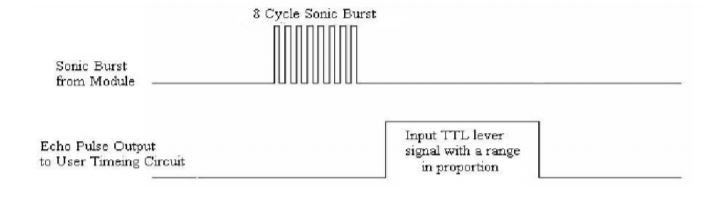 8 Cycle Sonic Burst
Sonic Burst
from Module
Echo Pulse Output
to User Timeing Circuit
Input TTL lever
signal with a range
in proportion